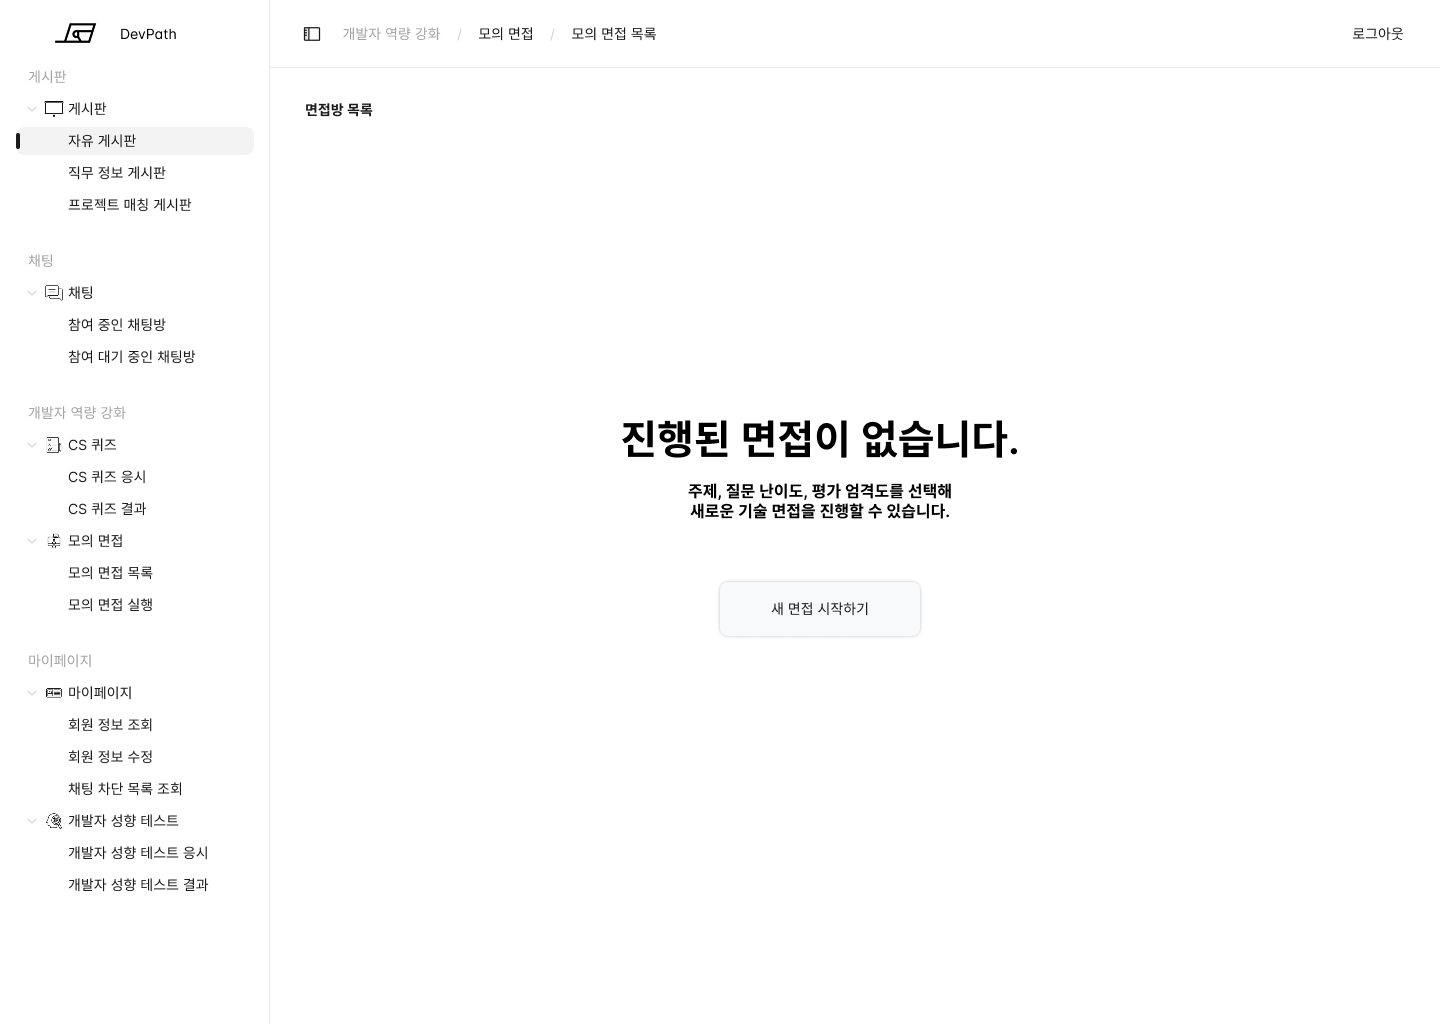 DevPath
게시판
게시판
자유 게시판
직무 정보 게시판
프로젝트 매칭 게시판
채팅
채팅
참여 중인 채팅방
참여 대기 중인 채팅방
개발자 역량 강화
CS 퀴즈
CS 퀴즈 응시
CS 퀴즈 결과
모의 면접
모의 면접 목록
모의 면접 실행
마이페이지
마이페이지
회원 정보 조회
회원 정보 수정
채팅 차단 목록 조회
개발자 성향 테스트
개발자 성향 테스트 응시
개발자 성향 테스트 결과
개발자 역량 강화 / 모의 면접 / 모의 면접 목록
로그아웃
면접방 목록
진행된 면접이 없습니다.
주제, 질문 난이도, 평가 엄격도를 선택해
새로운 기술 면접을 진행할 수 있습니다.
새 면접 시작하기